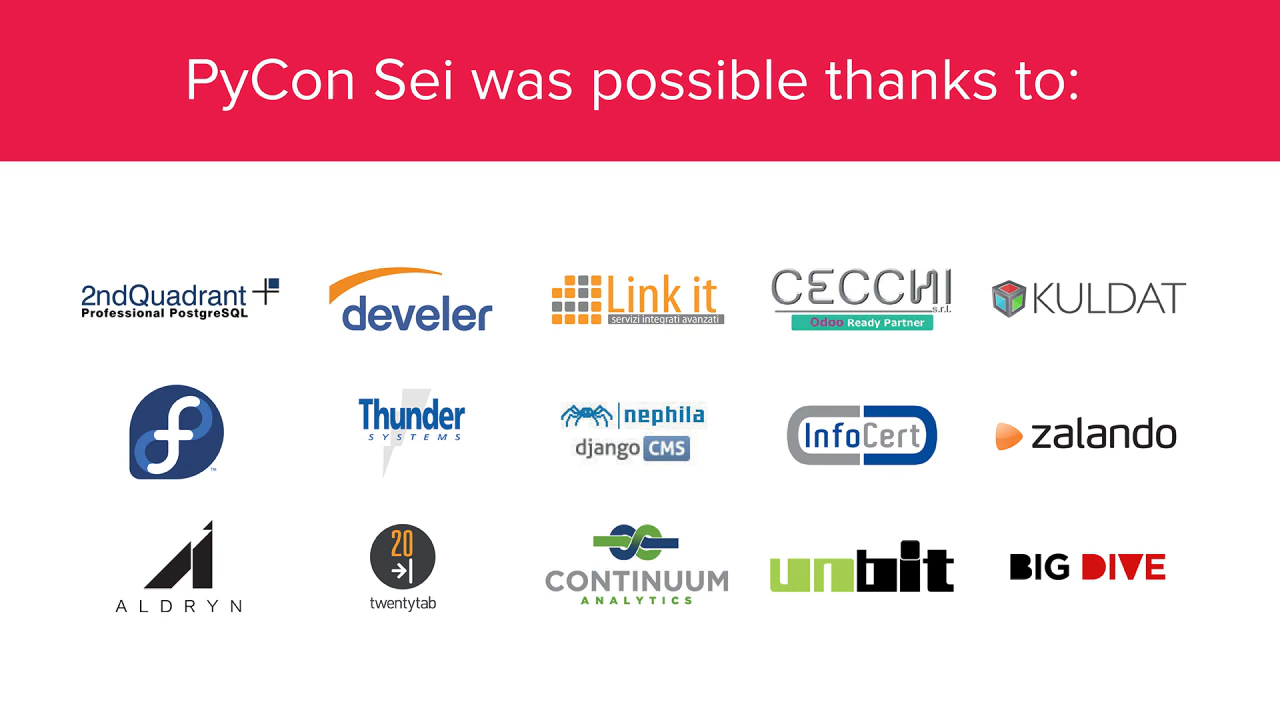 PyCon Sei was possible thanks to:
2ndQuadrant
Professional PostgreSQL
develer
Link it
servizi integrati avanzati
CECCHI
s.r.l.
Odoo Ready Partner
KULDAT
f
TM
Thunder
SYSTEMS
nephila
django CMS
InfoCert
zalando
ALDRYN
20
twentytab
CONTINUUM
ANALYTICS
unbit
BIG DIVE